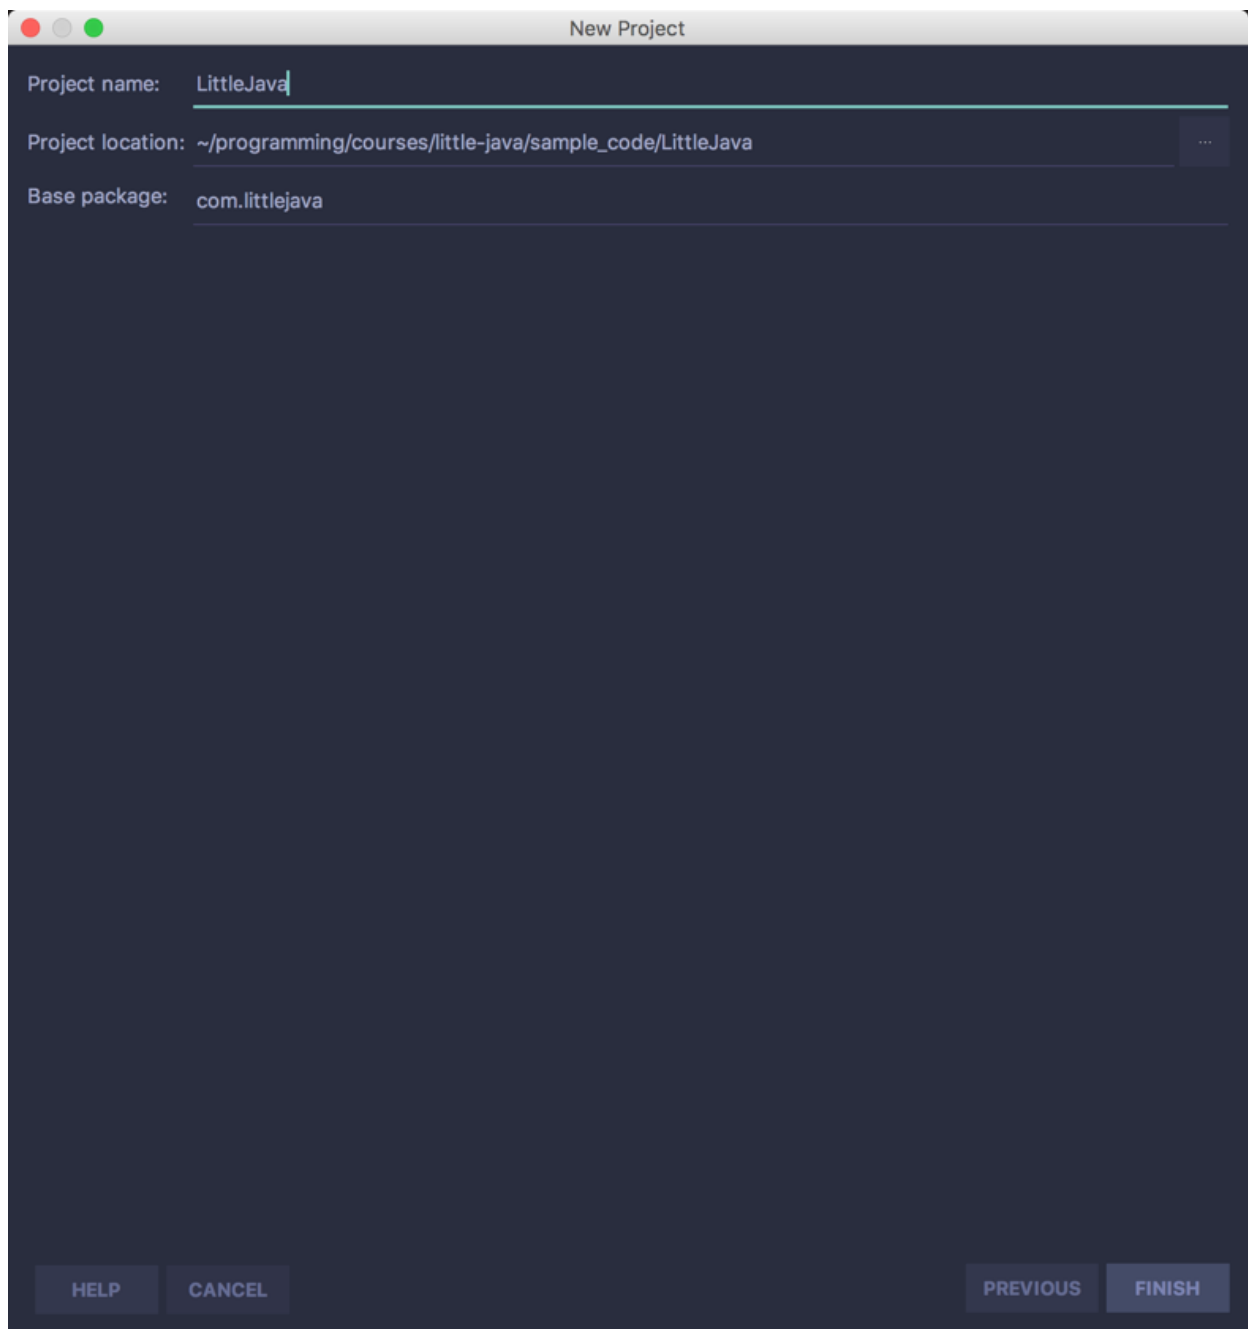 New Project
Project name: LittleJava
Project location: ~/programming/courses/little-java/sample_code/LittleJava ...
Base package: com.littlejava
HELP CANCEL PREVIOUS FINISH